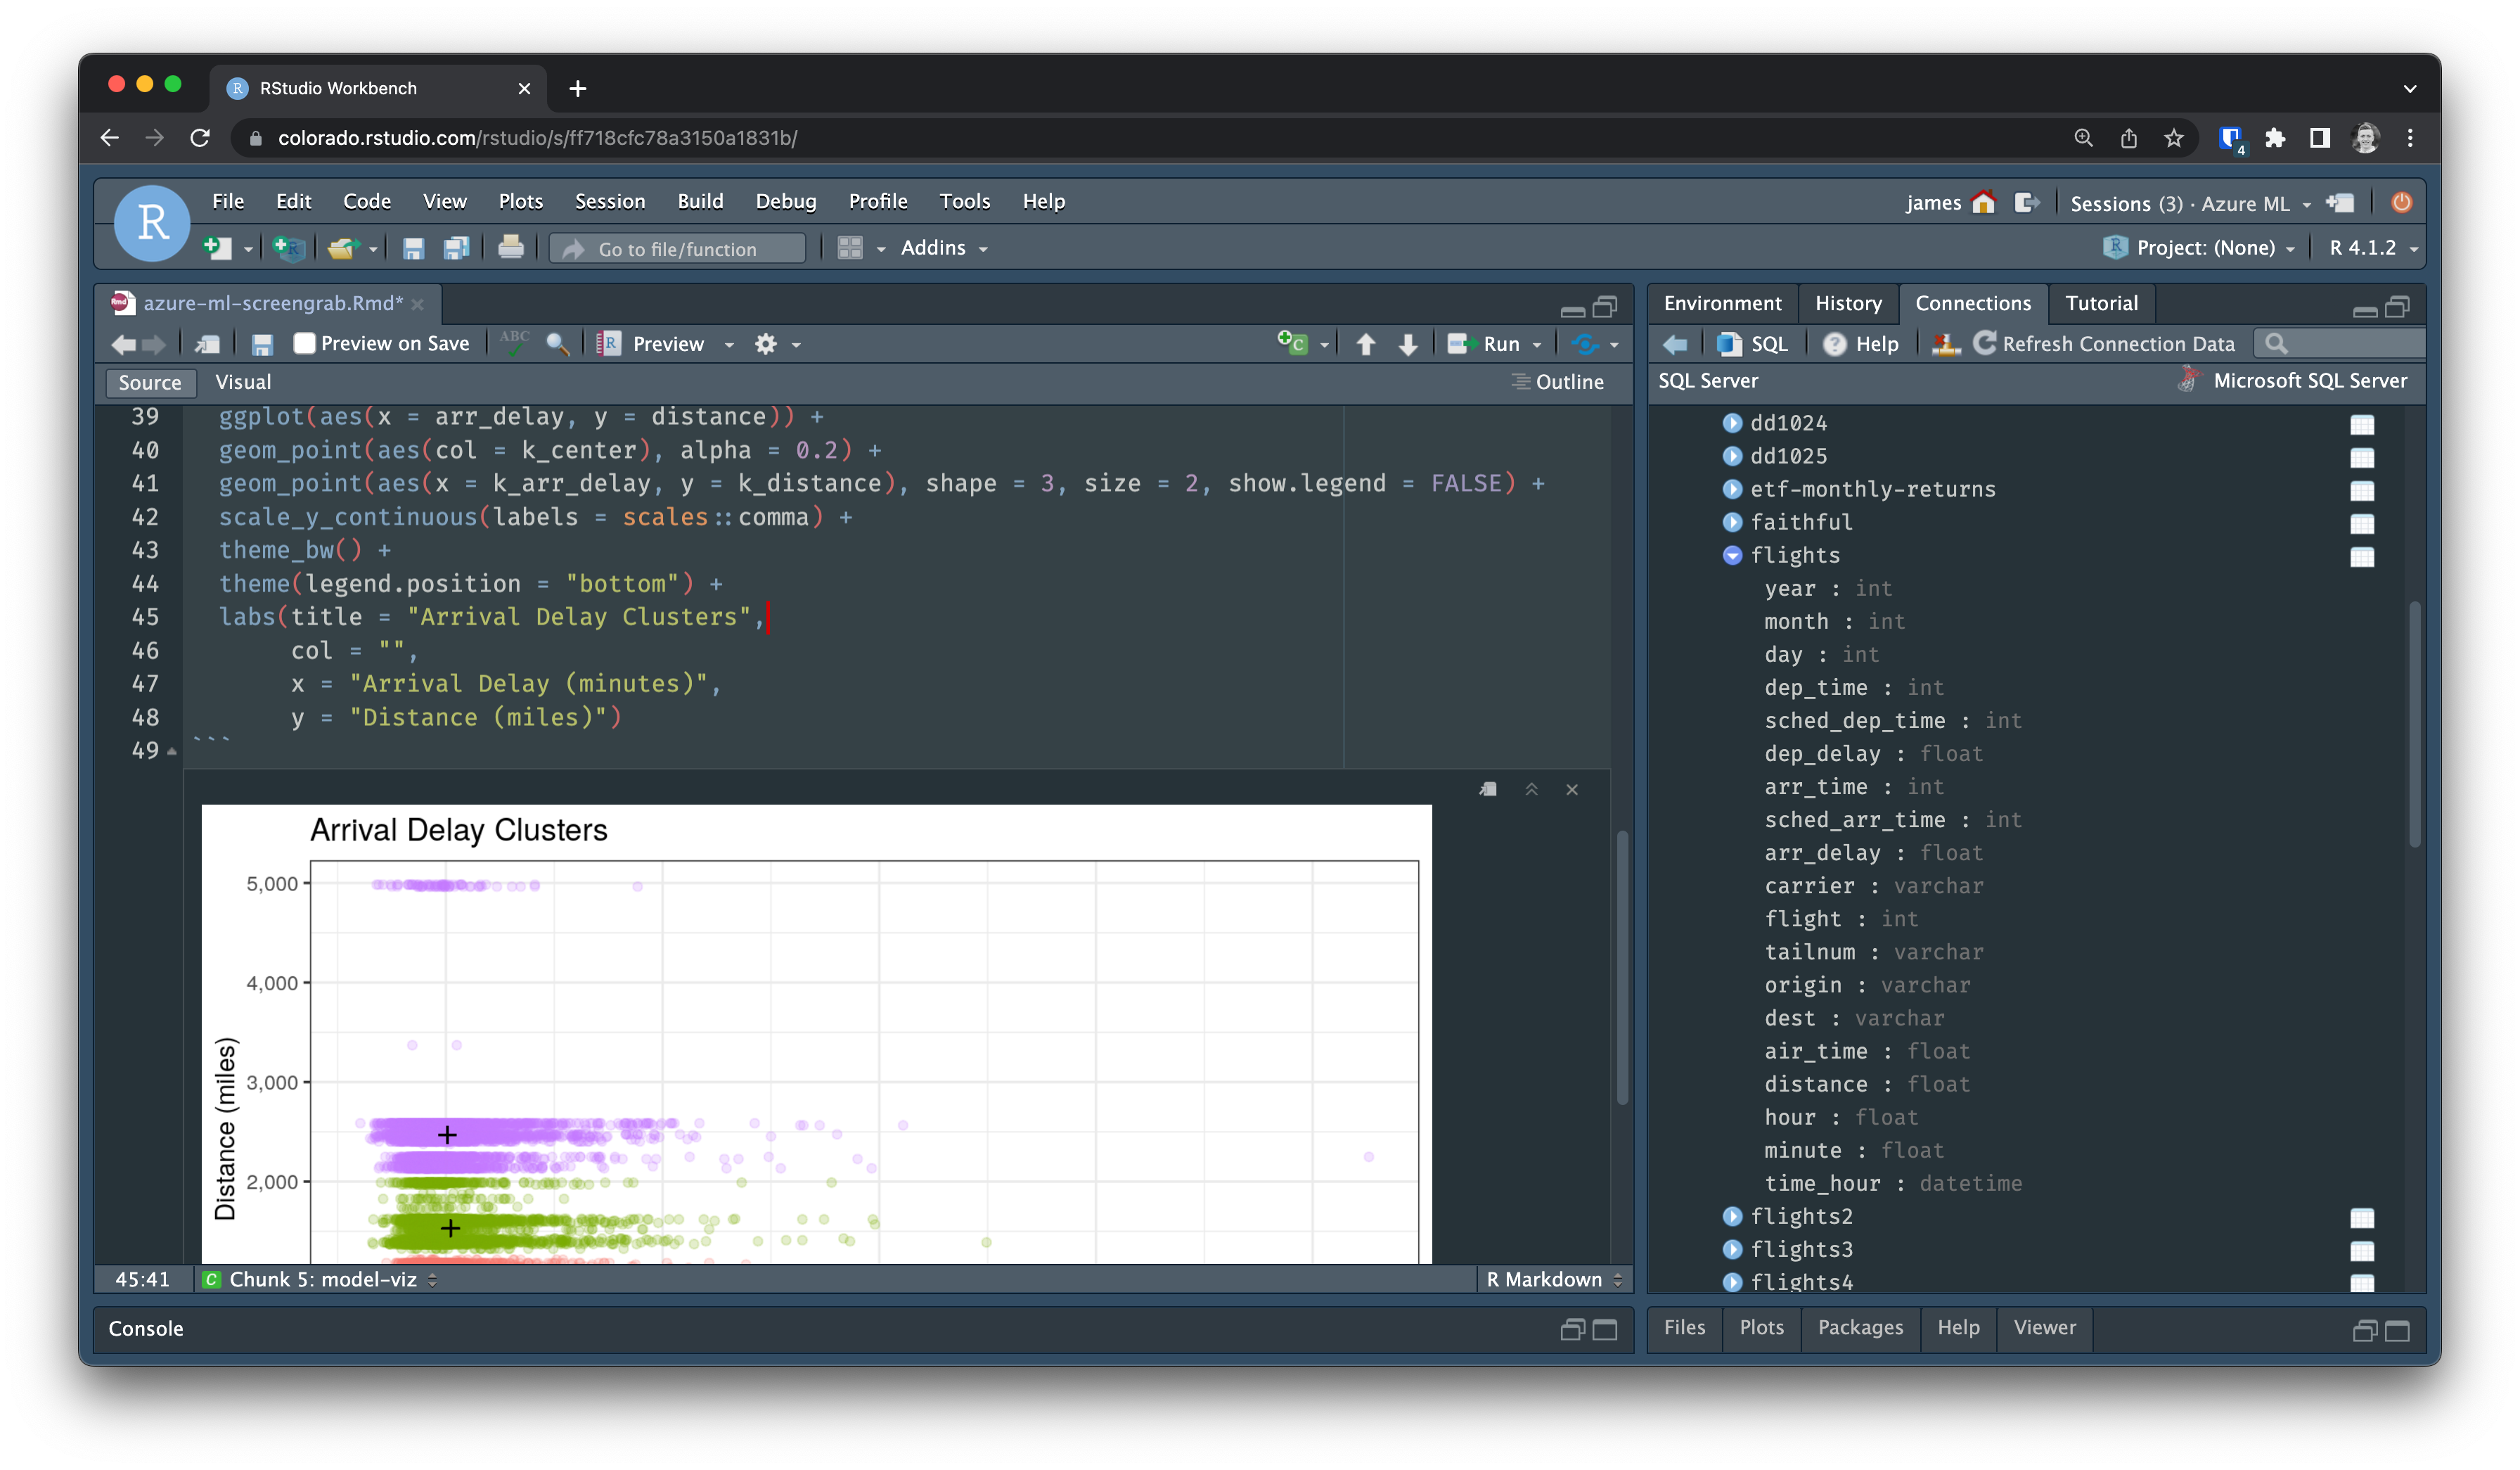 RStudio Workbench
colorado.rstudio.com/rstudio/s/ff718cfc78a3150a1831b/
4
R
File Edit Code View Plots Session Build Debug Profile Tools Help
james Sessions (3) · Azure ML
Go to file/function Addins
Project: (None) R 4.1.2
azure-ml-screengrab.Rmd*
Preview on Save ABC Preview Run
Source Visual Outline
39 ggplot(aes(x = arr_delay, y = distance)) +
40 geom_point(aes(col = k_center), alpha = 0.2) +
41 geom_point(aes(x = k_arr_delay, y = k_distance), shape = 3, size = 2, show.legend = FALSE) +
42 scale_y_continuous(labels = scales::comma) +
43 theme_bw() +
44 theme(legend.position = "bottom") +
45 labs(title = "Arrival Delay Clusters",
46 col = "",
47 x = "Arrival Delay (minutes)",
48 y = "Distance (miles)")
49 ```
Arrival Delay Clusters
5,000
4,000
3,000
2,000
Distance (miles)
45:41 C Chunk 5: model-viz R Markdown
Console
Environment History Connections Tutorial
SQL Help Refresh Connection Data
SQL Server Microsoft SQL Server
dd1024
dd1025
etf-monthly-returns
faithful
flights
year : int
month : int
day : int
dep_time : int
sched_dep_time : int
dep_delay : float
arr_time : int
sched_arr_time : int
arr_delay : float
carrier : varchar
flight : int
tailnum : varchar
origin : varchar
dest : varchar
air_time : float
distance : float
hour : float
minute : float
time_hour : datetime
flights2
flights3
flights4
Files Plots Packages Help Viewer